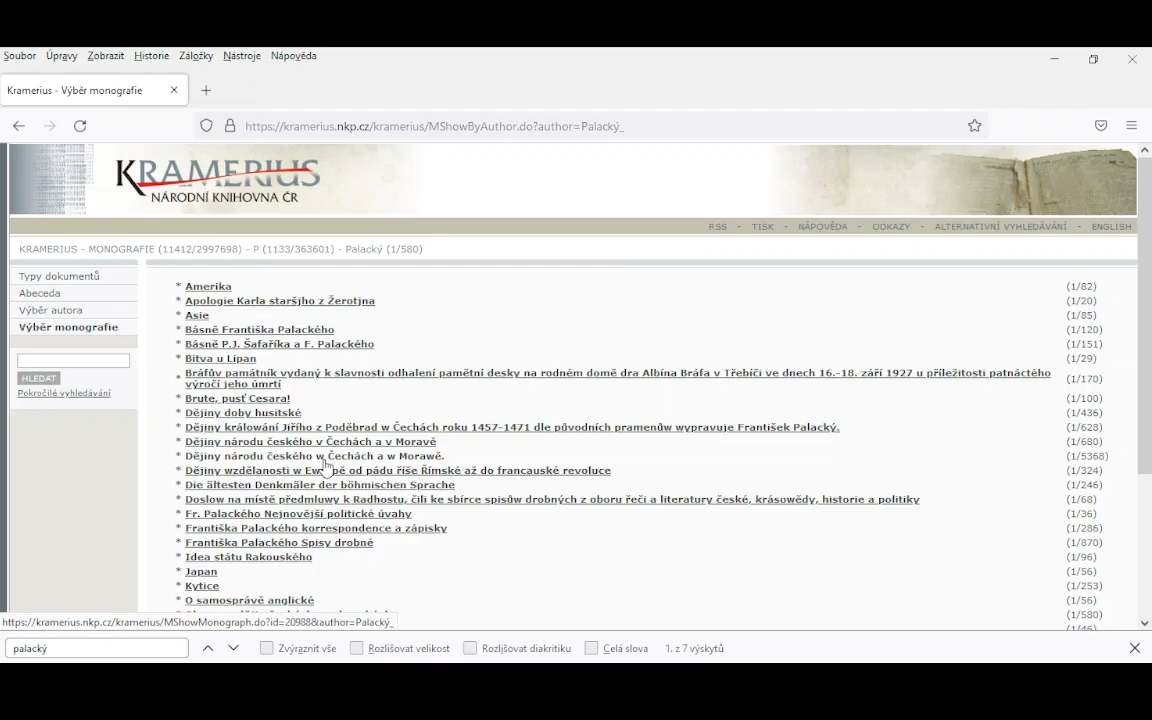 Soubor Úpravy Zobrazit Historie Záložky Nástroje Nápověda
Kramerius - Výběr monografie
https://kramerius.nkp.cz/kramerius/MShowByAuthor.do?author=Palacký_
KRAMERIUS
NÁRODNÍ KNIHOVNA ČR
RSS - TISK - NÁPOVĚDA - ODKAZY - ALTERNATIVNÍ VYHLEDÁVÁNÍ - ENGLISH
KRAMERIUS - MONOGRAFIE (11412/2997698) - P (1133/363601) - Palacký (1/580)
Typy dokumentů
Abeceda
Výběr autora
Výběr monografie
HLEDAT
Pokročilé vyhledávání
* Amerika (1/82)
* Apologie Karla staršjho z Žerotjna (1/20)
* Asie (1/85)
* Básně Františka Palackého (1/120)
* Básně P.J. Šafaříka a F. Palackého (1/151)
* Bitva u Lipan (1/29)
* Bráfův památník vydaný k slavnosti odhalení pamětní desky na rodném domě dra Albína Bráfa v Třebíči ve dnech 16.-18. září 1927 u příležitosti patnáctého
výročí jeho úmrtí (1/170)
* Brute, pusť Cesara! (1/100)
* Dějiny doby husitské (1/436)
* Dějiny králowání Jiřího z Poděbrad w Čechách roku 1457-1471 dle původních pramenůw wypravuje František Palacký. (1/628)
* Dějiny národu českého v Čechách a v Moravě (1/680)
* Dějiny národu českého w Čechách a w Morawě. (1/5368)
* Dějiny wzdělanosti w Ewropě od pádu říše Římské až do francauské revoluce (1/324)
* Die ältesten Denkmäler der böhmischen Sprache (1/246)
* Doslow na místě předmluvy k Radhostu, čili ke sbírce spisůw drobných z oboru řeči a literatury české, krásowědy, historie a politiky (1/68)
* Fr. Palackého Nejnovější politické úvahy (1/36)
* Františka Palackého korrespondence a zápisky (1/286)
* Františka Palackého Spisy drobné (1/870)
* Idea státu Rakouského (1/96)
* Japan (1/56)
* Kytice (1/253)
* O samosprávě anglické (1/56)
(1/580)
https://kramerius.nkp.cz/kramerius/MShowMonograph.do?id=20988&author=Palacký_
palacký Zvýraznit vše Rozlišovat velikost Rozlišovat diakritiku Celá slova 1. z 7 výskytů